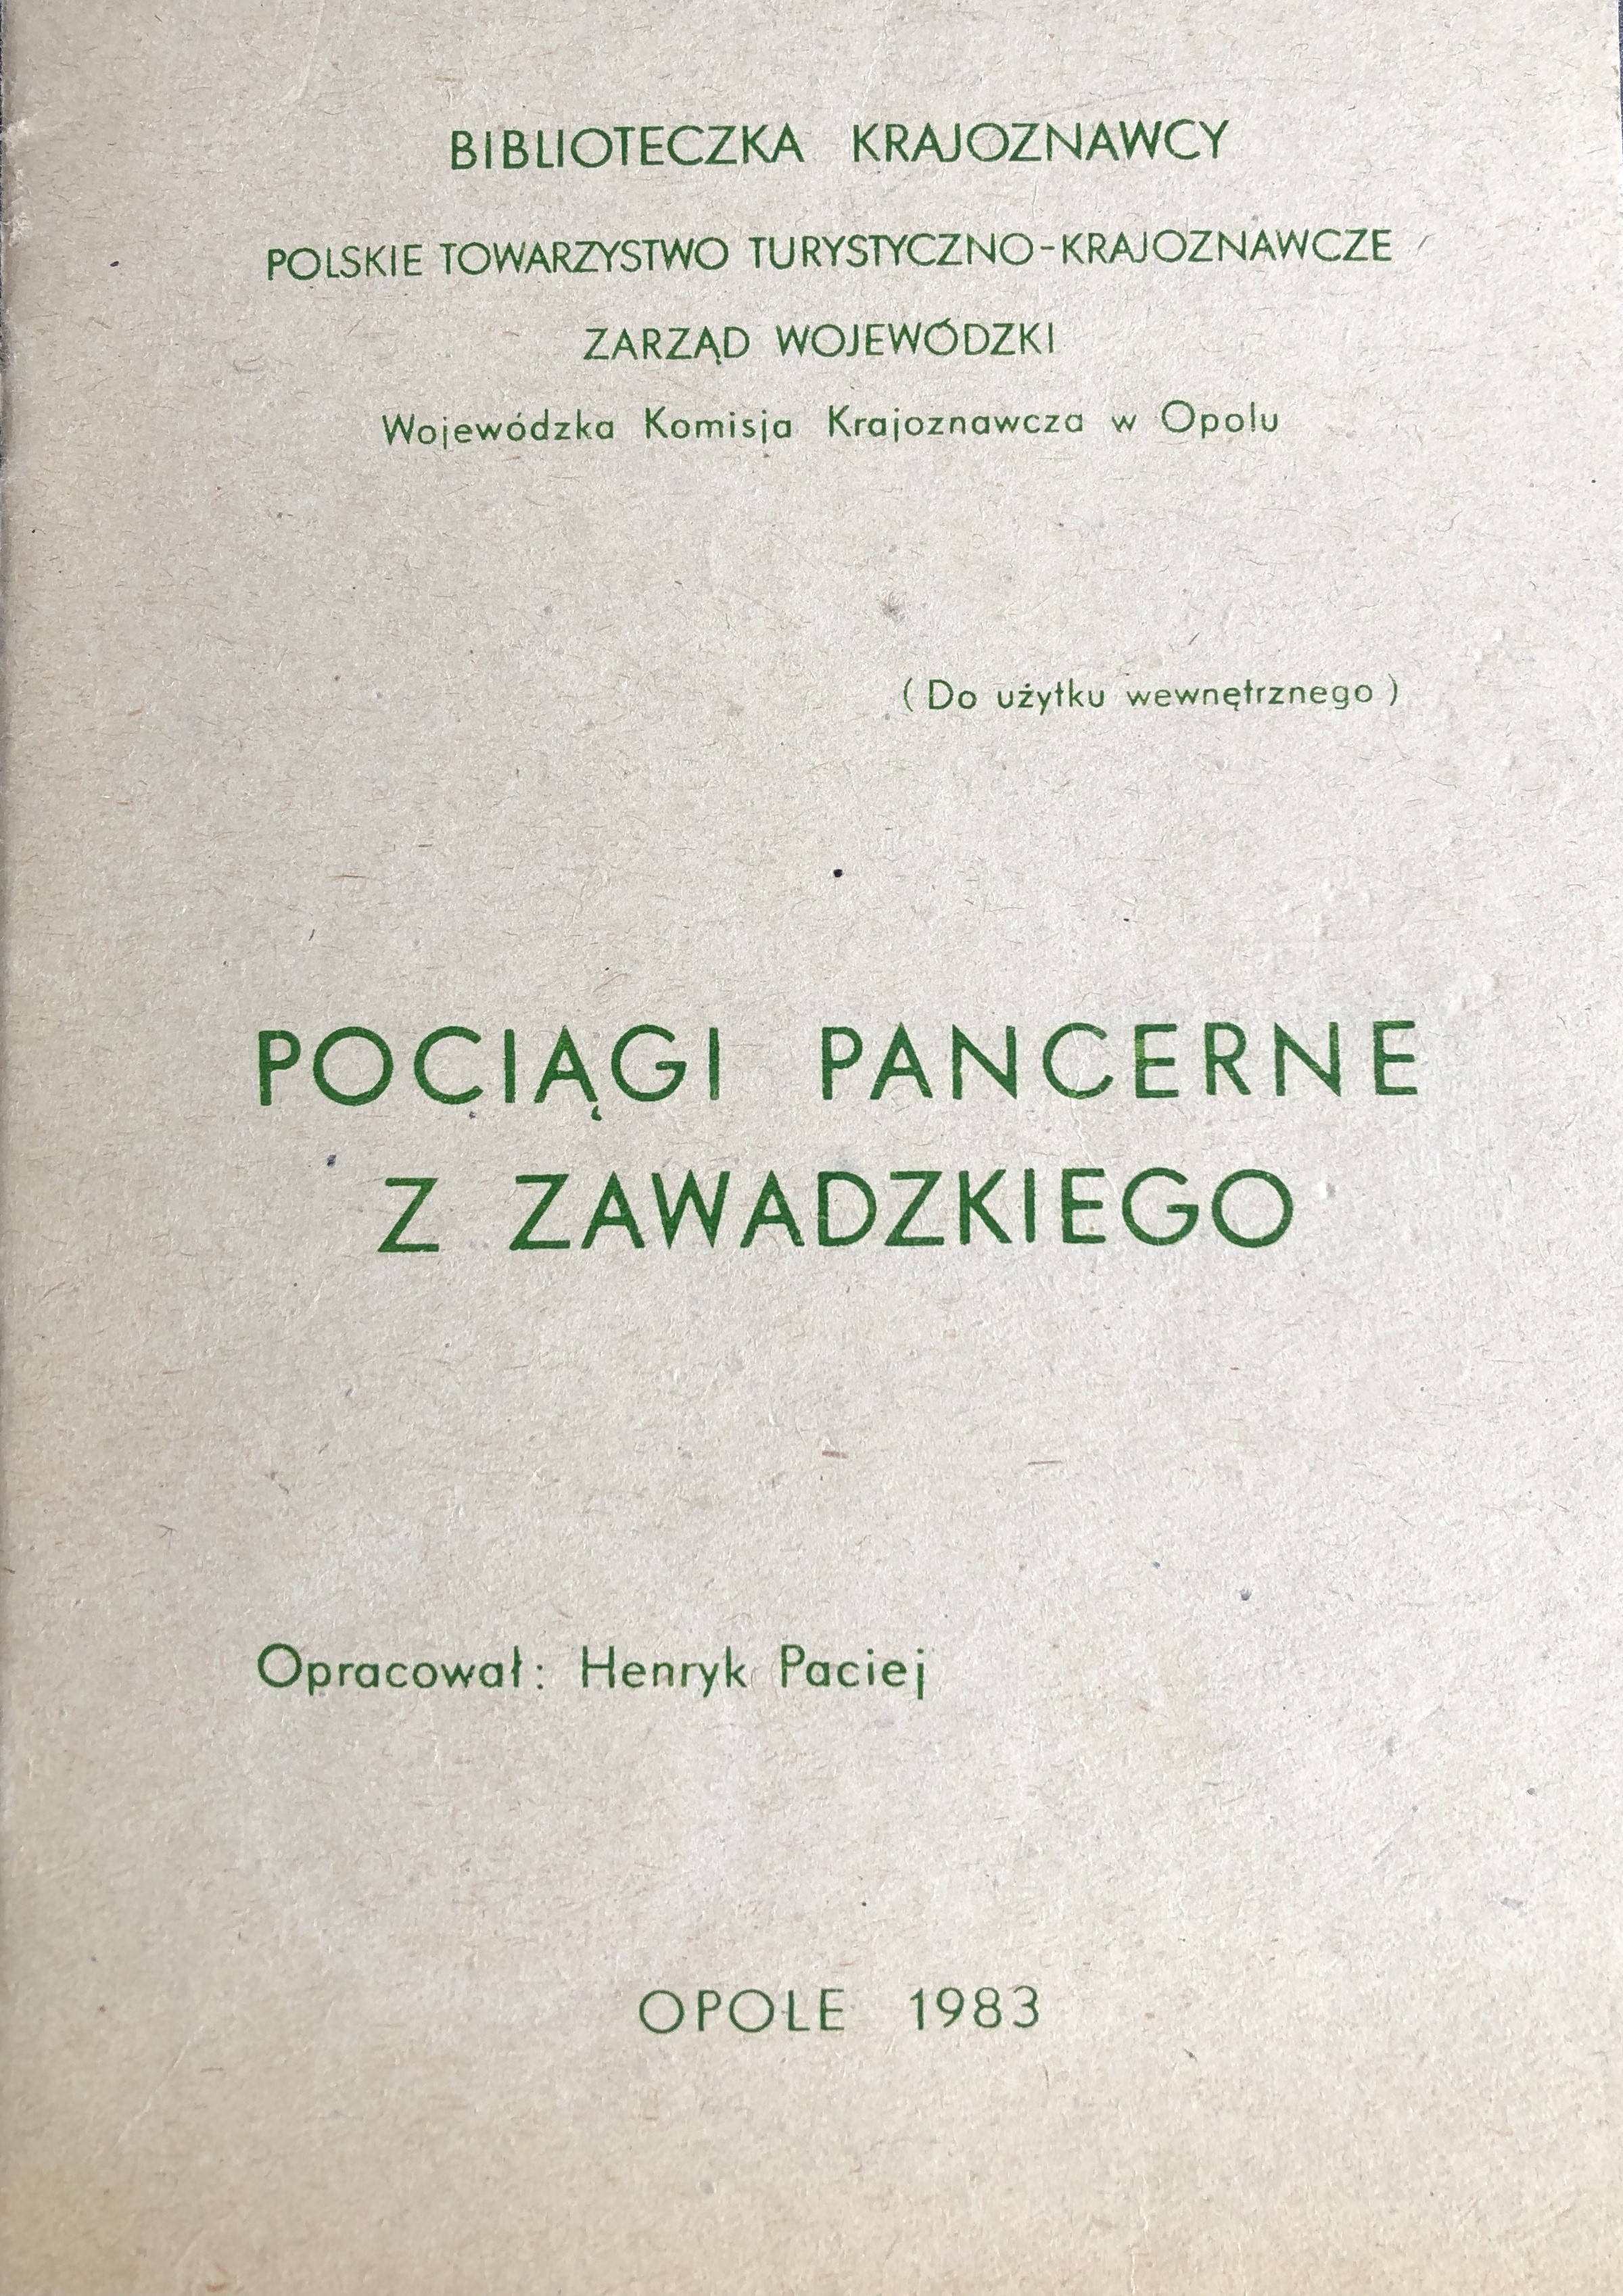 BIBLIOTECZKA KRAJOZNAWCY
POLSKIE TOWARZYSTWO TURYSTYCZNO-KRAJOZNAWCZE
ZARZĄD WOJEWÓDZKI
Wojewódzka Komisja Krajoznawcza w Opolu
(Do użytku wewnętrznego)
POCIĄGI PANCERNE
Z ZAWADZKIEGO
Opracował: Henryk Paciej
OPOLE 1983